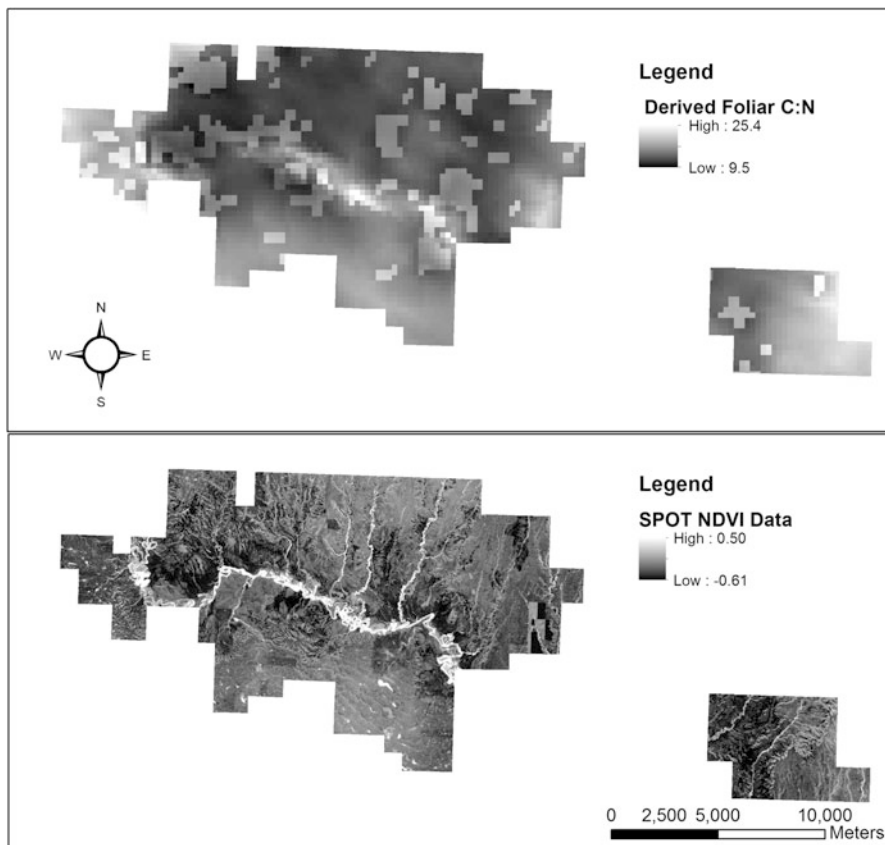 Legend
Derived Foliar C:N
High : 25.4
Low : 9.5
N
W E
S
Legend
SPOT NDVI Data
High : 0.50
Low : -0.61
0 2,500 5,000 10,000
Meters